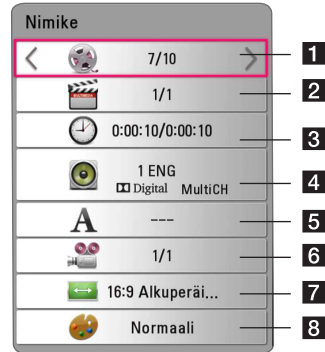 Nimike
7/10 1
1/1 2
0:00:10/0:00:10 3
1 ENG
Digital MultiCH 4
A --- 5
1/1 6
16:9 Alkuperäi... 7
Normaali 8